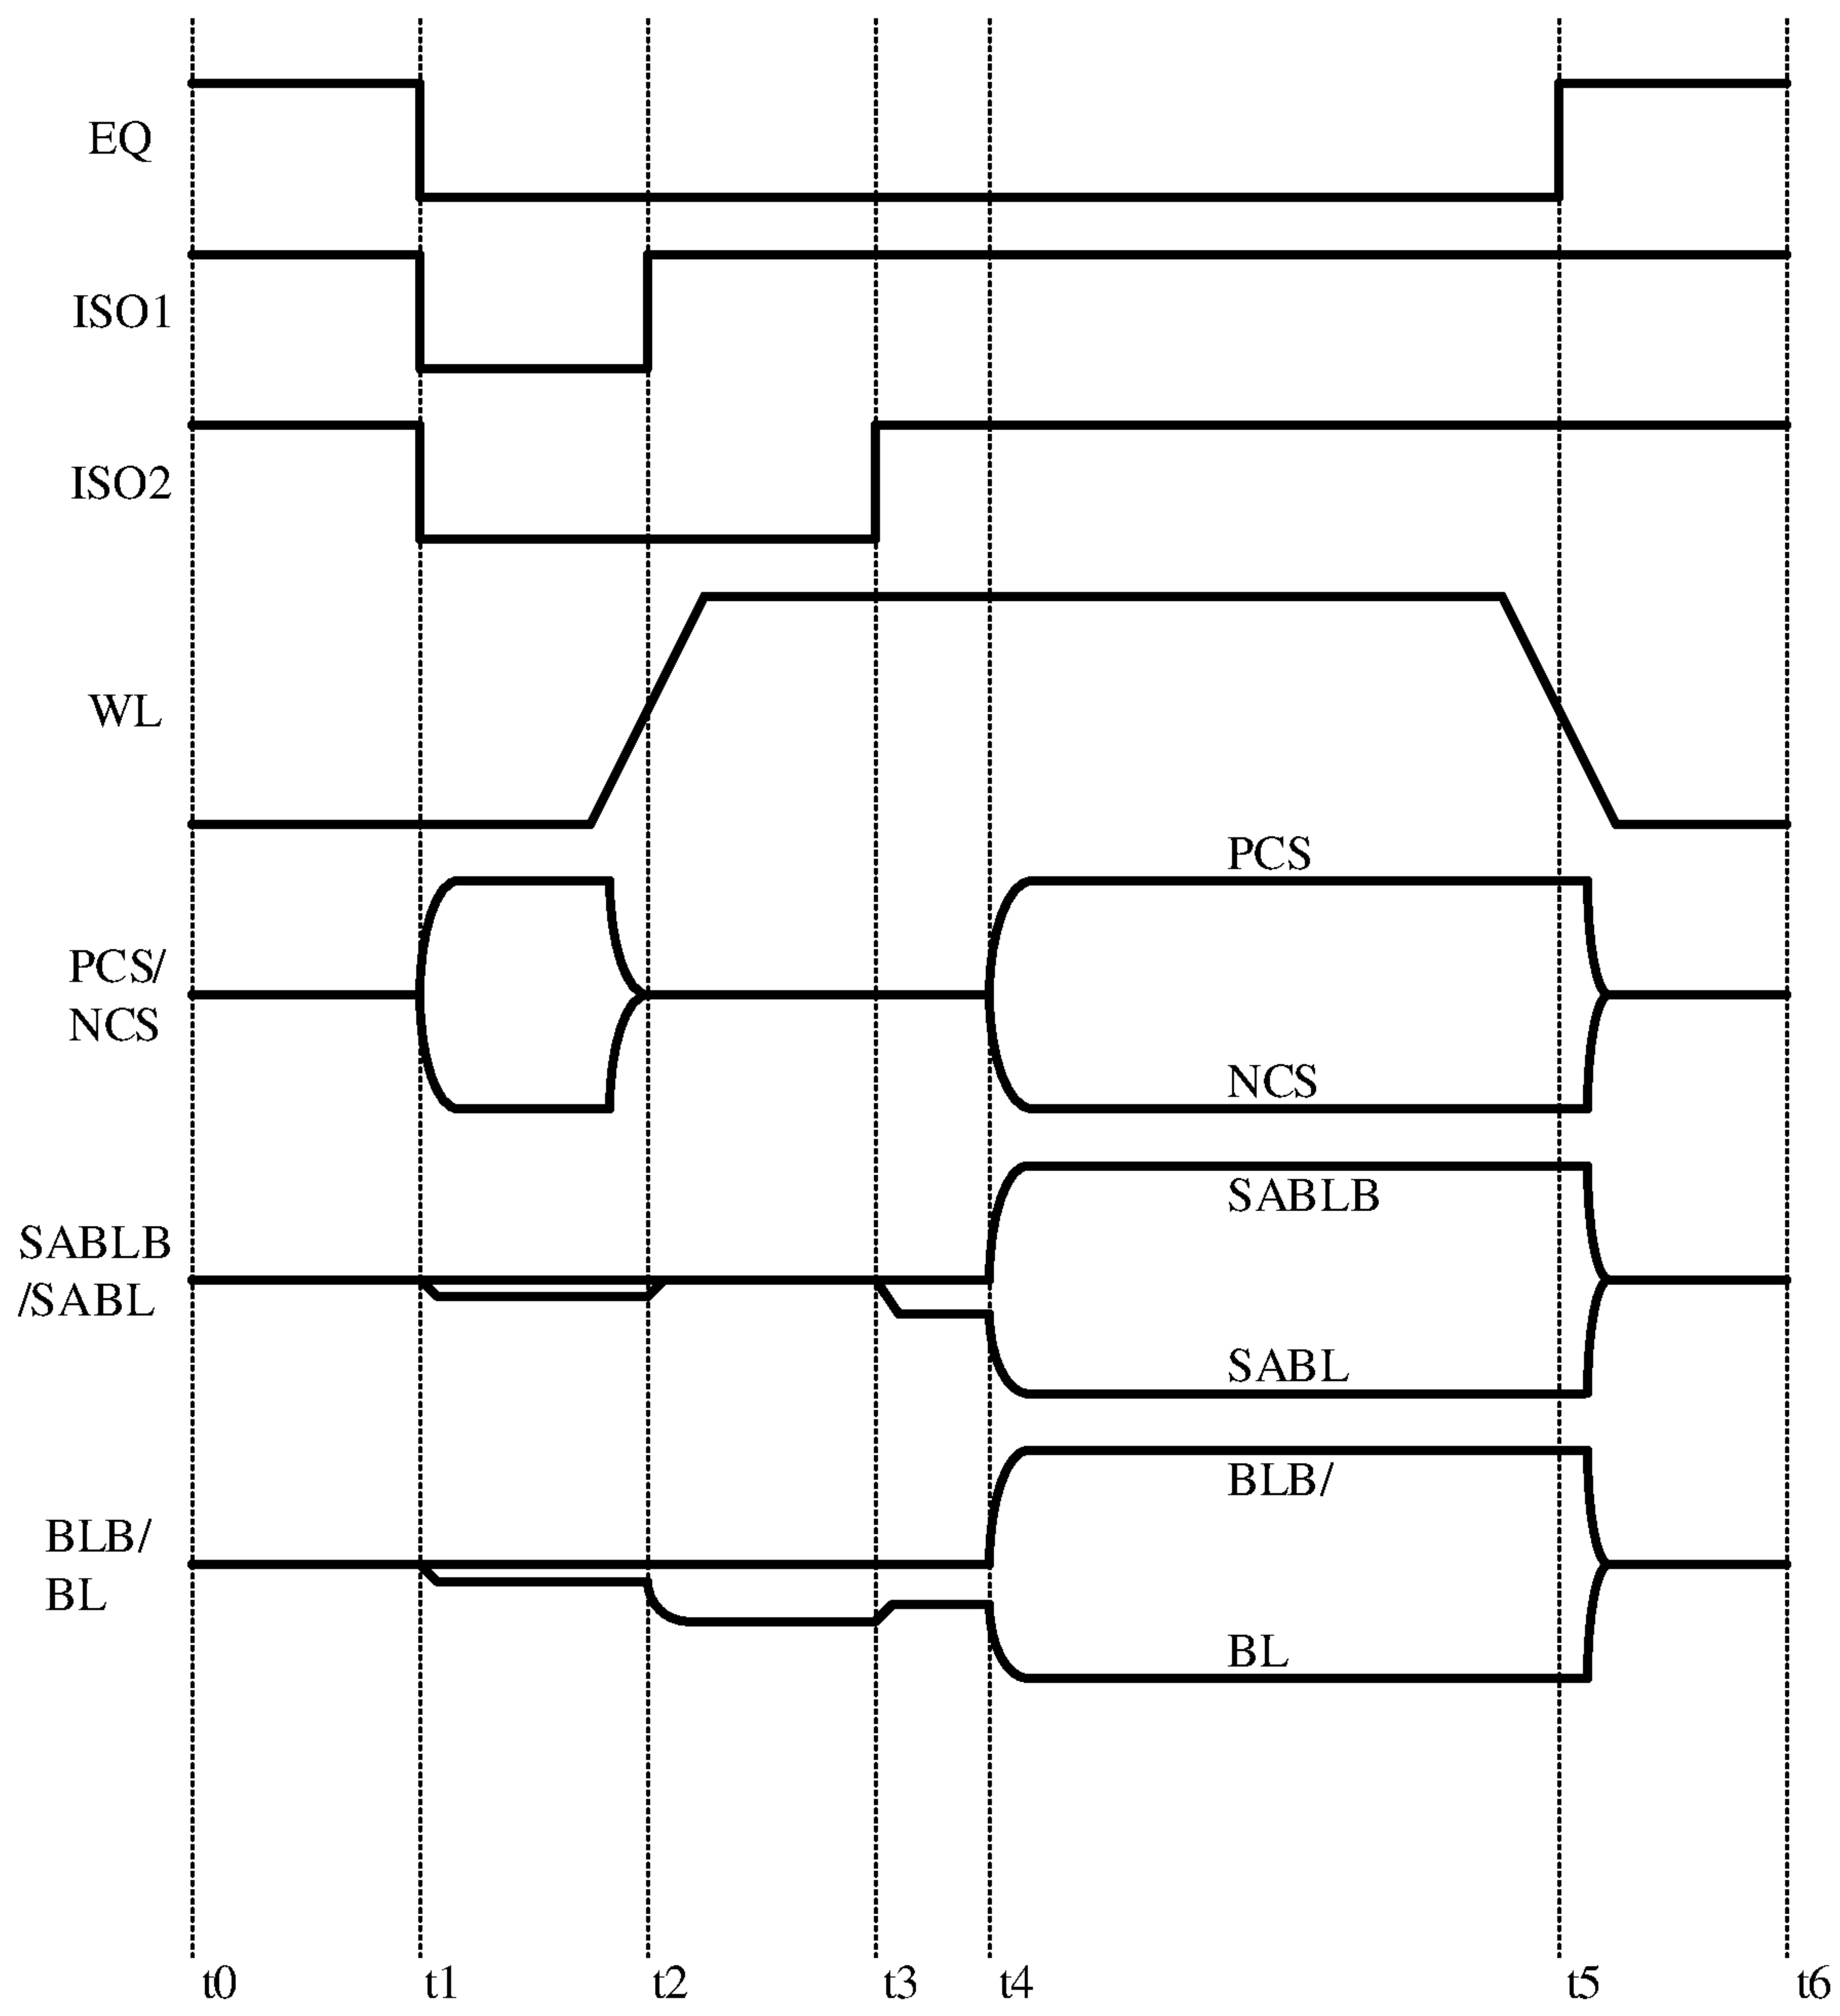 EQ
ISO1
ISO2
WL
PCS
PCS/
NCS
NCS
SABLB
SABLB
/SABL
SABL
BLB/
BLB/
BL
BL
t0 t1 t2 t3 t4 t5 t6